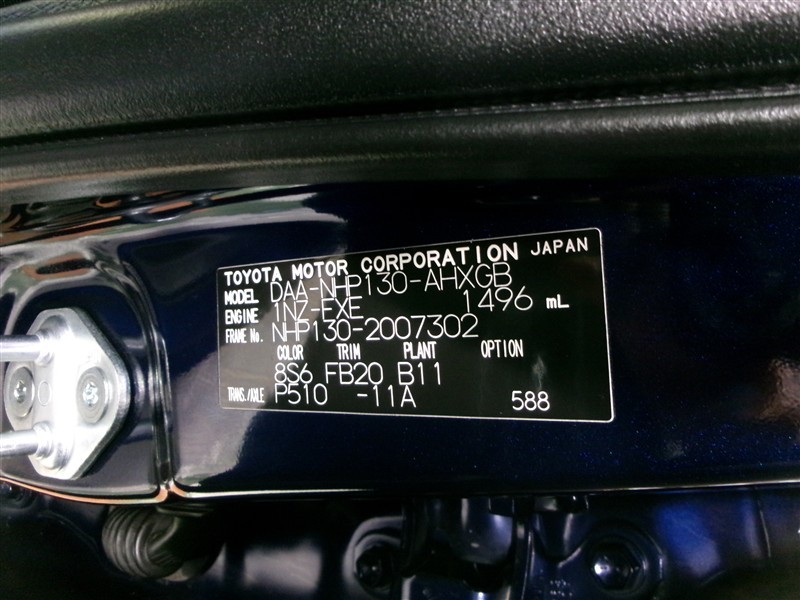 TOYOTA MOTOR CORPORATION JAPAN
MODEL DAA-NHP130-AHXGB
ENGINE 1NZ-EXE 1496 mL
FRAME No. NHP130-2007302
COLOR TRIM PLANT OPTION
8S6 FB20 B11
TRANS./AXLE P510 -11A 588